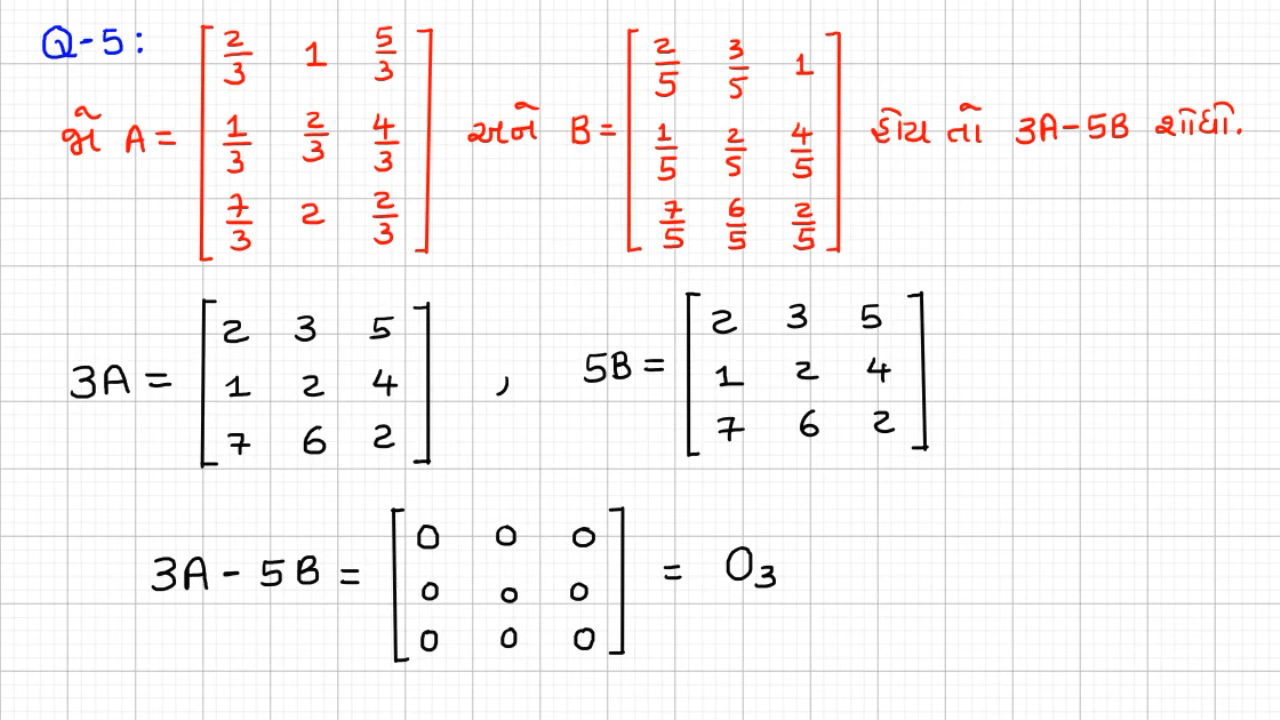 Q-5:
જો A = [ 2/3 1 5/3
1/3 2/3 4/3
7/3 2 2/3 ] અને B = [ 2/5 3/5 1
1/5 2/5 4/5
7/5 6/5 2/5 ] હોય તો 3A-5B શોધો.
3A = [ 2 3 5
1 2 4
7 6 2 ] , 5B = [ 2 3 5
1 2 4
7 6 2 ]
3A - 5B = [ 0 0 0
0 0 0
0 0 0 ] = O₃